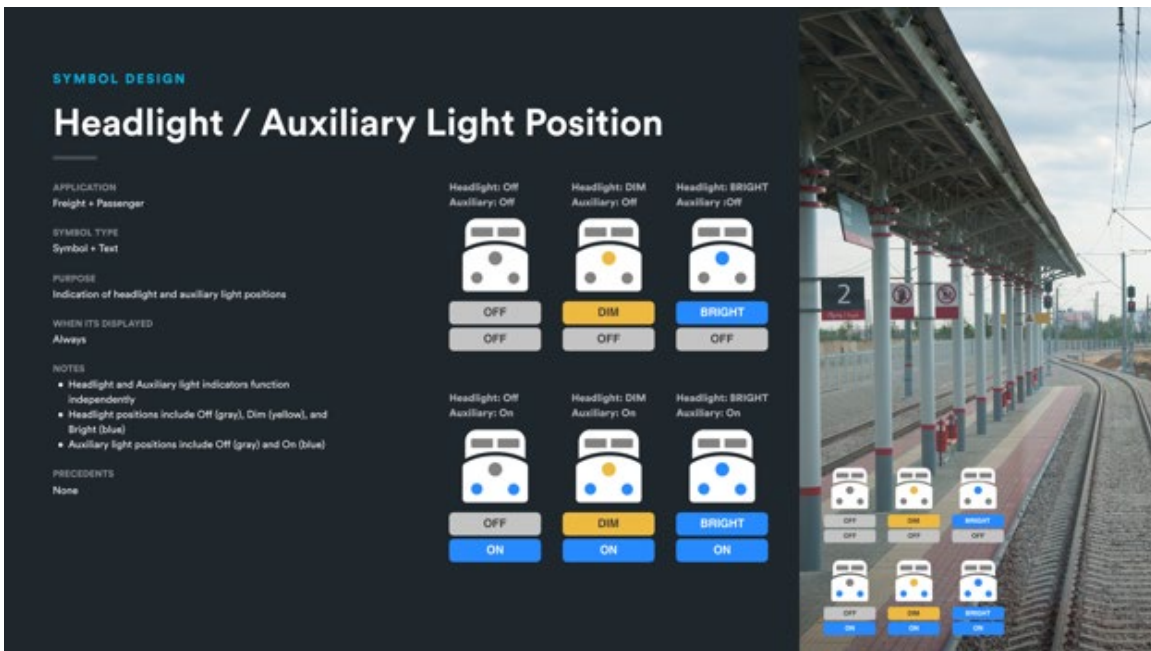 SYMBOL DESIGN
Headlight / Auxiliary Light Position
APPLICATION
Freight + Passenger
SYMBOL TYPE
Symbol + Text
PURPOSE
Indication of headlight and auxiliary light positions
WHEN ITS DISPLAYED
Always
NOTES
• Headlight and Auxiliary light indicators function
independently
• Headlight positions include Off (gray), Dim (yellow), and
Bright (blue)
• Auxiliary light positions include Off (gray) and On (blue)
PRECEDENTS
None
Headlight: Off
Auxiliary: Off
OFF
OFF
Headlight: DIM
Auxiliary: Off
DIM
OFF
Headlight: BRIGHT
Auxiliary :Off
BRIGHT
OFF
Headlight: Off
Auxiliary: On
OFF
ON
Headlight: DIM
Auxiliary: On
DIM
ON
Headlight: BRIGHT
Auxiliary: On
BRIGHT
ON
2
OFF
OFF
DIM
OFF
BRIGHT
OFF
OFF
ON
DIM
ON
BRIGHT
ON